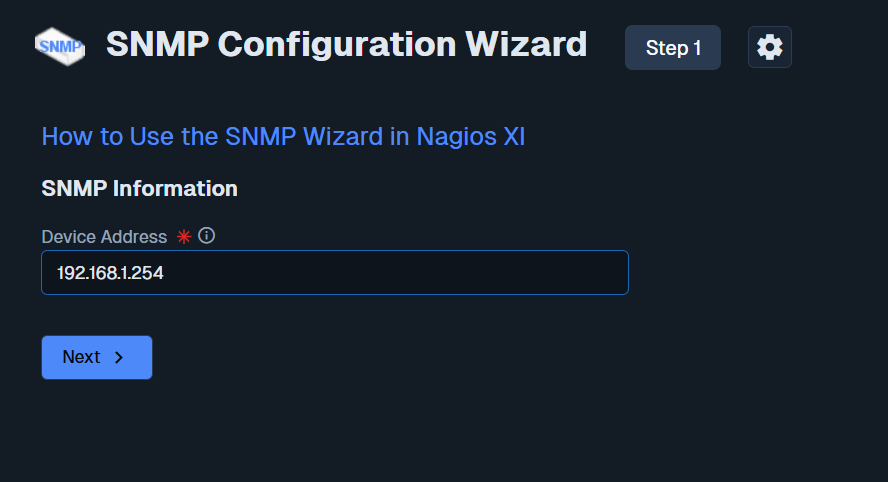 SNMP
SNMP Configuration Wizard
Step 1
How to Use the SNMP Wizard in Nagios XI
SNMP Information
Device Address *
192.168.1.254
Next